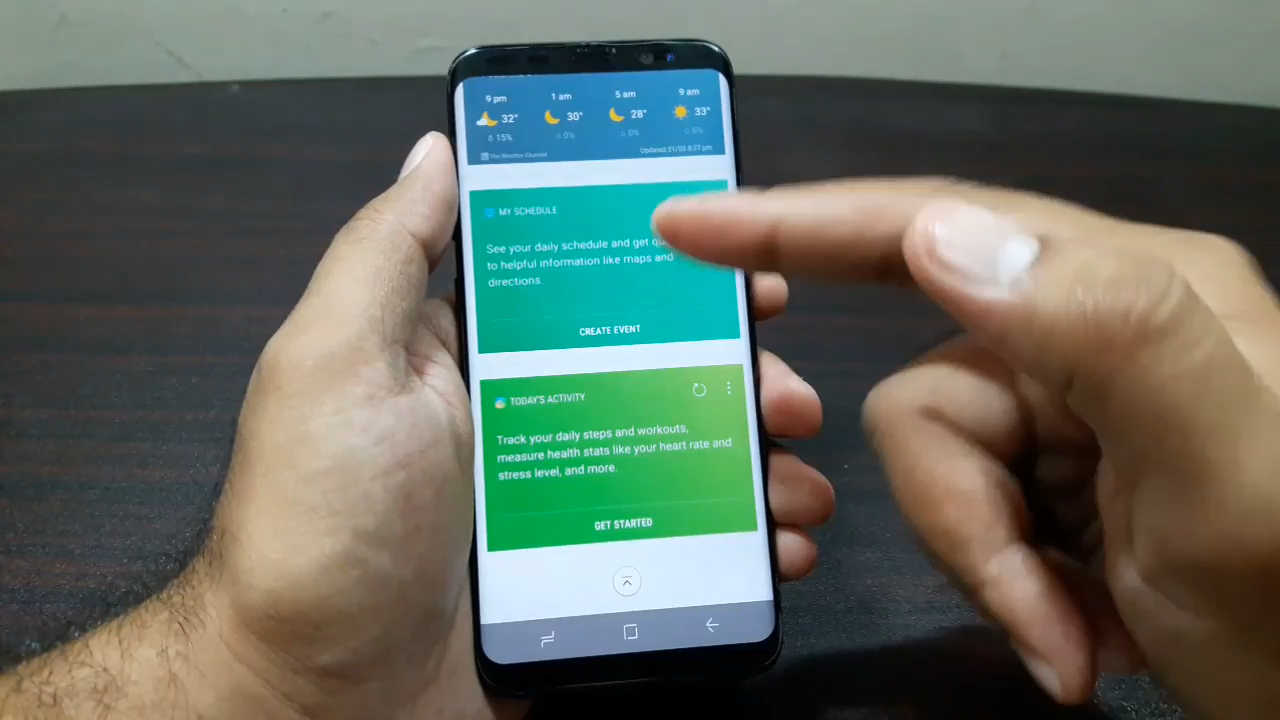 9 pm 1 am 5 am 9 am
32° 30° 28° 33°
15% 0% 0% 0%
The Weather Channel Updated 21/05 8:27 pm
MY SCHEDULE
See your daily schedule and get
to helpful information like maps and
directions.
CREATE EVENT
TODAY'S ACTIVITY
Track your daily steps and workouts,
measure health stats like your heart rate and
stress level, and more.
GET STARTED